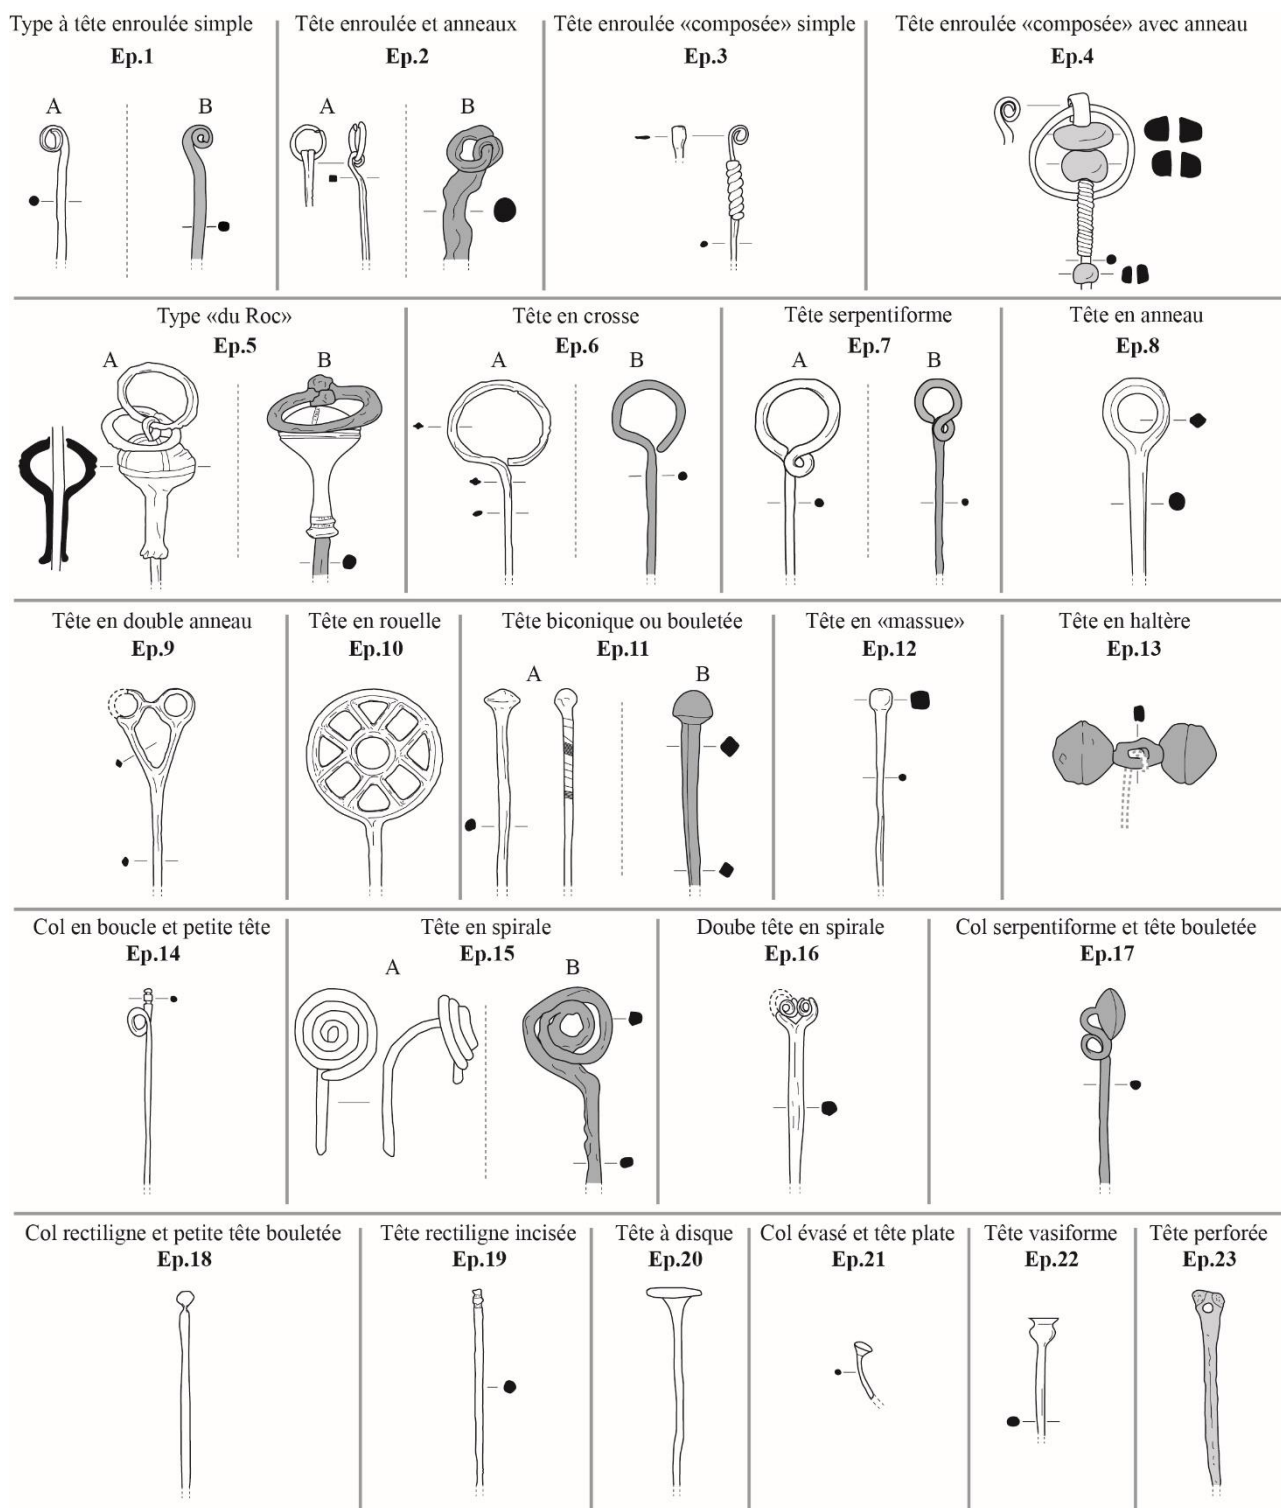 Type à tête enroulée simple
Ep.1
A
B
Tête enroulée et anneaux
Ep.2
A
B
Tête enroulée «composée» simple
Ep.3
Tête enroulée «composée» avec anneau
Ep.4
Type «du Roc»
Ep.5
A
B
Tête en crosse
Ep.6
A
B
Tête serpentiforme
Ep.7
A
B
Tête en anneau
Ep.8
Tête en double anneau
Ep.9
Tête en rouelle
Ep.10
Tête biconique ou bouletée
Ep.11
A
B
Tête en «massue»
Ep.12
Tête en haltère
Ep.13
Col en boucle et petite tête
Ep.14
Tête en spirale
Ep.15
A
B
Doube tête en spirale
Ep.16
Col serpentiforme et tête bouletée
Ep.17
Col rectiligne et petite tête bouletée
Ep.18
Tête rectiligne incisée
Ep.19
Tête à disque
Ep.20
Col évasé et tête plate
Ep.21
Tête vasiforme
Ep.22
Tête perforée
Ep.23